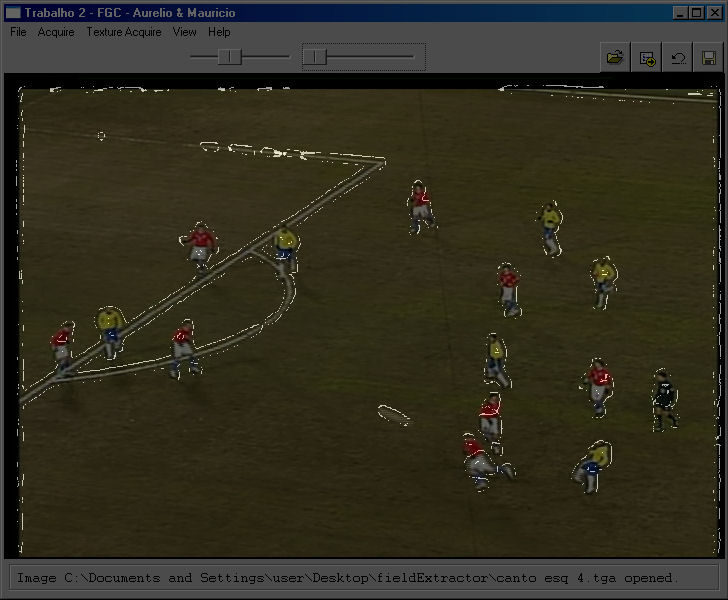 Trabalho 2 - FGC - Aurelio & Mauricio
File Acquire Texture Acquire View Help
Image C:\Documents and Settings\user\Desktop\fieldExtractor\canto esq 4.tga opened.